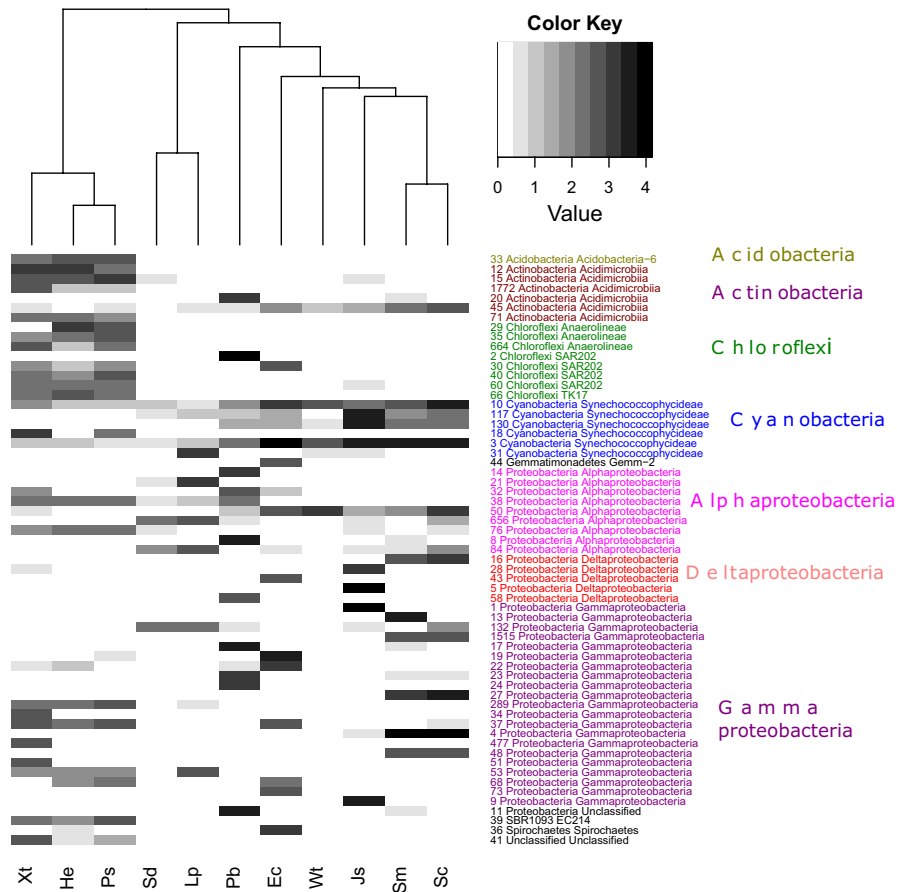 Color Key
0 1 2 3 4
Value
33 Acidobacteria Acidobacteria−6
12 Actinobacteria Acidimicrobiia
15 Actinobacteria Acidimicrobiia
1772 Actinobacteria Acidimicrobiia
20 Actinobacteria Acidimicrobiia
45 Actinobacteria Acidimicrobiia
71 Actinobacteria Acidimicrobiia
29 Chloroflexi Anaerolineae
35 Chloroflexi Anaerolineae
664 Chloroflexi Anaerolineae
2 Chloroflexi SAR202
30 Chloroflexi SAR202
40 Chloroflexi SAR202
60 Chloroflexi SAR202
66 Chloroflexi TK17
10 Cyanobacteria Synechococcophycideae
117 Cyanobacteria Synechococcophycideae
130 Cyanobacteria Synechococcophycideae
18 Cyanobacteria Synechococcophycideae
3 Cyanobacteria Synechococcophycideae
31 Cyanobacteria Synechococcophycideae
44 Gemmatimonadetes Gemm−2
14 Proteobacteria Alphaproteobacteria
21 Proteobacteria Alphaproteobacteria
32 Proteobacteria Alphaproteobacteria
38 Proteobacteria Alphaproteobacteria
50 Proteobacteria Alphaproteobacteria
656 Proteobacteria Alphaproteobacteria
76 Proteobacteria Alphaproteobacteria
8 Proteobacteria Alphaproteobacteria
84 Proteobacteria Alphaproteobacteria
16 Proteobacteria Deltaproteobacteria
28 Proteobacteria Deltaproteobacteria
43 Proteobacteria Deltaproteobacteria
5 Proteobacteria Deltaproteobacteria
58 Proteobacteria Deltaproteobacteria
1 Proteobacteria Gammaproteobacteria
13 Proteobacteria Gammaproteobacteria
132 Proteobacteria Gammaproteobacteria
1515 Proteobacteria Gammaproteobacteria
17 Proteobacteria Gammaproteobacteria
19 Proteobacteria Gammaproteobacteria
22 Proteobacteria Gammaproteobacteria
23 Proteobacteria Gammaproteobacteria
24 Proteobacteria Gammaproteobacteria
27 Proteobacteria Gammaproteobacteria
289 Proteobacteria Gammaproteobacteria
34 Proteobacteria Gammaproteobacteria
37 Proteobacteria Gammaproteobacteria
4 Proteobacteria Gammaproteobacteria
477 Proteobacteria Gammaproteobacteria
48 Proteobacteria Gammaproteobacteria
51 Proteobacteria Gammaproteobacteria
53 Proteobacteria Gammaproteobacteria
68 Proteobacteria Gammaproteobacteria
73 Proteobacteria Gammaproteobacteria
9 Proteobacteria Gammaproteobacteria
11 Proteobacteria Unclassified
39 SBR1093 EC214
36 Spirochaetes Spirochaetes
41 Unclassified Unclassified
Acidobacteria
Actinobacteria
Chloroflexi
Cyanobacteria
Alphaproteobacteria
Deltaproteobacteria
Gamma
proteobacteria
Xt He Ps Sd Lp Pb Ec Wt Js Sm Sc